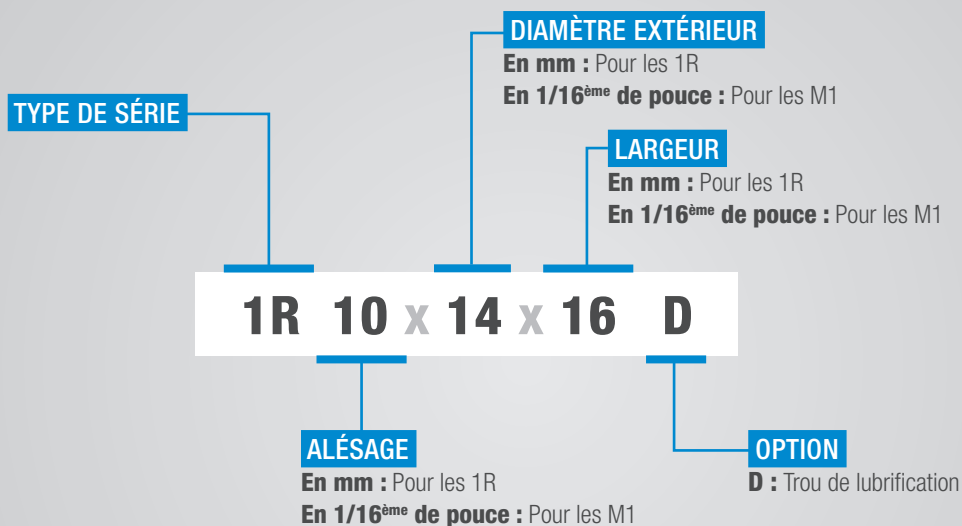 DIAMÈTRE EXTÉRIEUR
En mm : Pour les 1R
En 1/16ème de pouce : Pour les M1
TYPE DE SÉRIE
LARGEUR
En mm : Pour les 1R
En 1/16ème de pouce : Pour les M1
1R 10 x 14 x 16 D
ALÉSAGE
En mm : Pour les 1R
En 1/16ème de pouce : Pour les M1
OPTION
D : Trou de lubrification